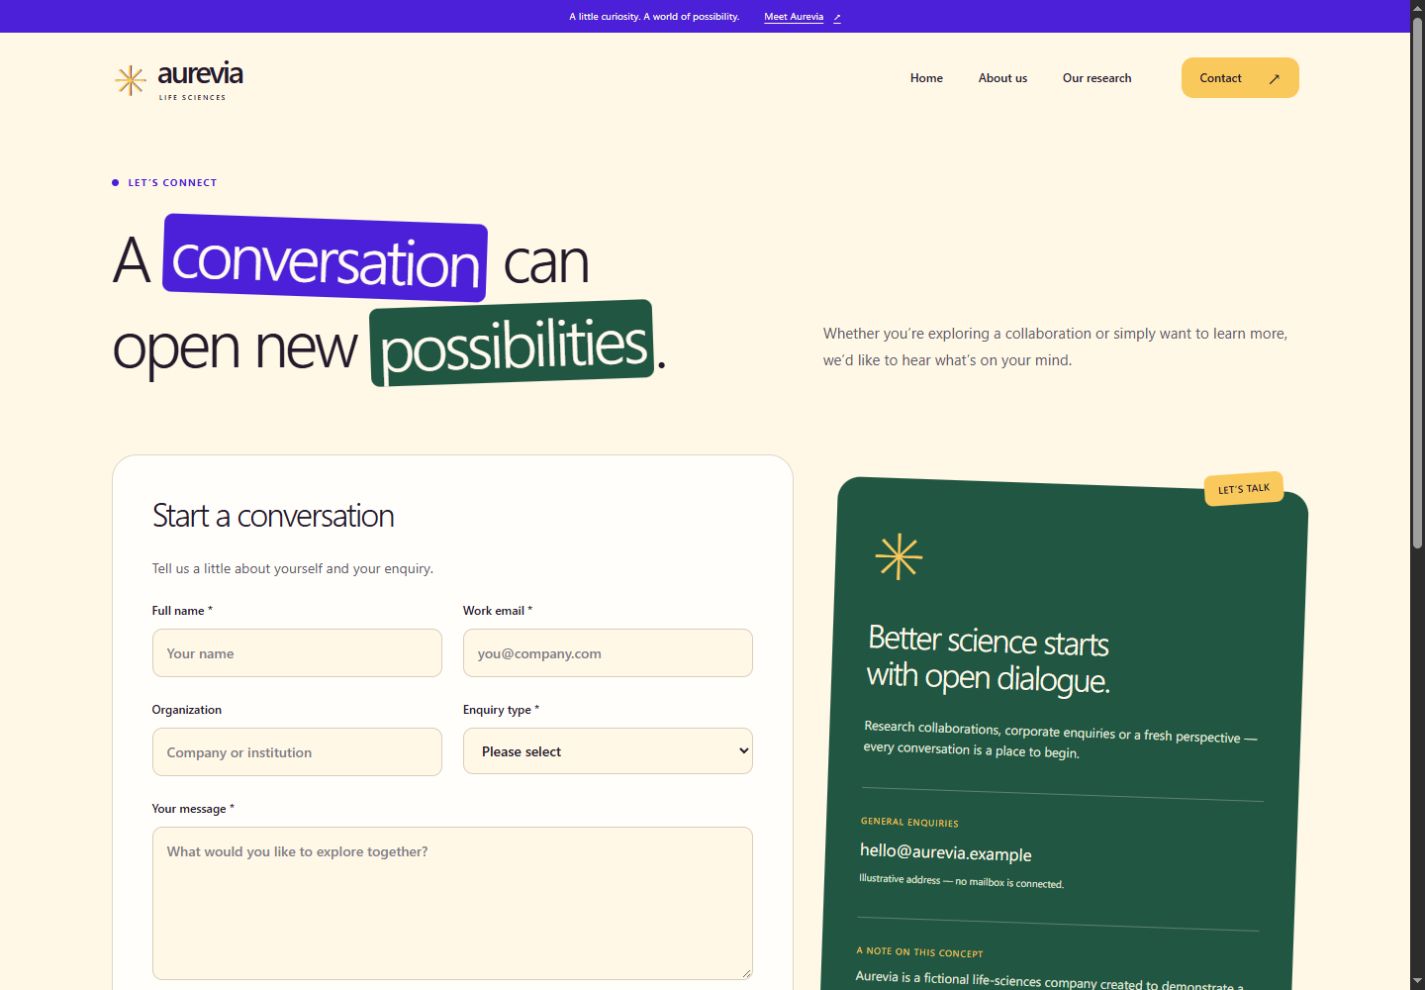 A little curiosity. A world of possibility. Meet Aurevia ↗
aurevia
LIFE SCIENCES
Home About us Our research Contact ↗
LET'S CONNECT
A conversation can
open new possibilities.
Whether you're exploring a collaboration or simply want to learn more,
we'd like to hear what's on your mind.
Start a conversation
Tell us a little about yourself and your enquiry.
Full name * Work email *
Your name you@company.com
Organization Enquiry type *
Company or institution Please select
Your message *
What would you like to explore together?
LET'S TALK
Better science starts
with open dialogue.
Research collaborations, corporate enquiries or a fresh perspective —
every conversation is a place to begin.
GENERAL ENQUIRIES
hello@aurevia.example
Illustrative address — no mailbox is connected.
A NOTE ON THIS CONCEPT
Aurevia is a fictional life-sciences company created to demonstrate a